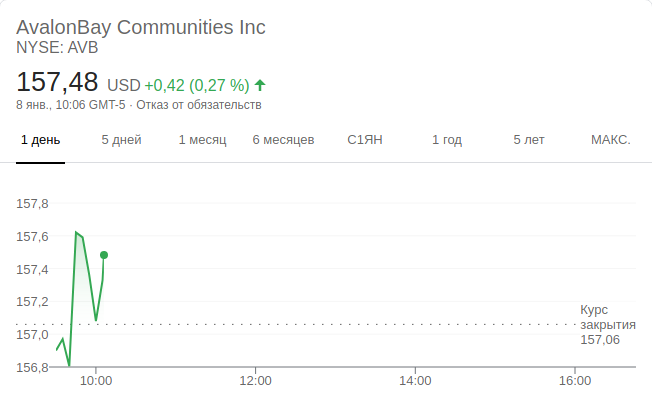 AvalonBay Communities Inc
NYSE: AVB
157,48 USD +0,42 (0,27 %)
8 янв., 10:06 GMT-5 · Отказ от обязательств
1 день 5 дней 1 месяц 6 месяцев С1ЯН 1 год 5 лет МАКС.
157,8
157,6
157,4
157,2
157,0
156,8
Курс
закрытия
157,06
10:00 12:00 14:00 16:00